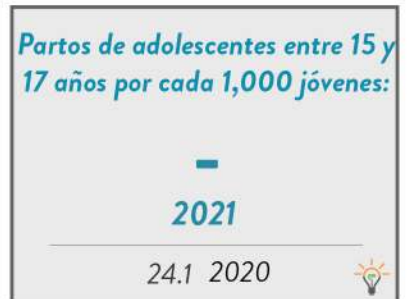 Partos de adolescentes entre 15 y
17 años por cada 1,000 jóvenes:
-
2021
24.1 2020